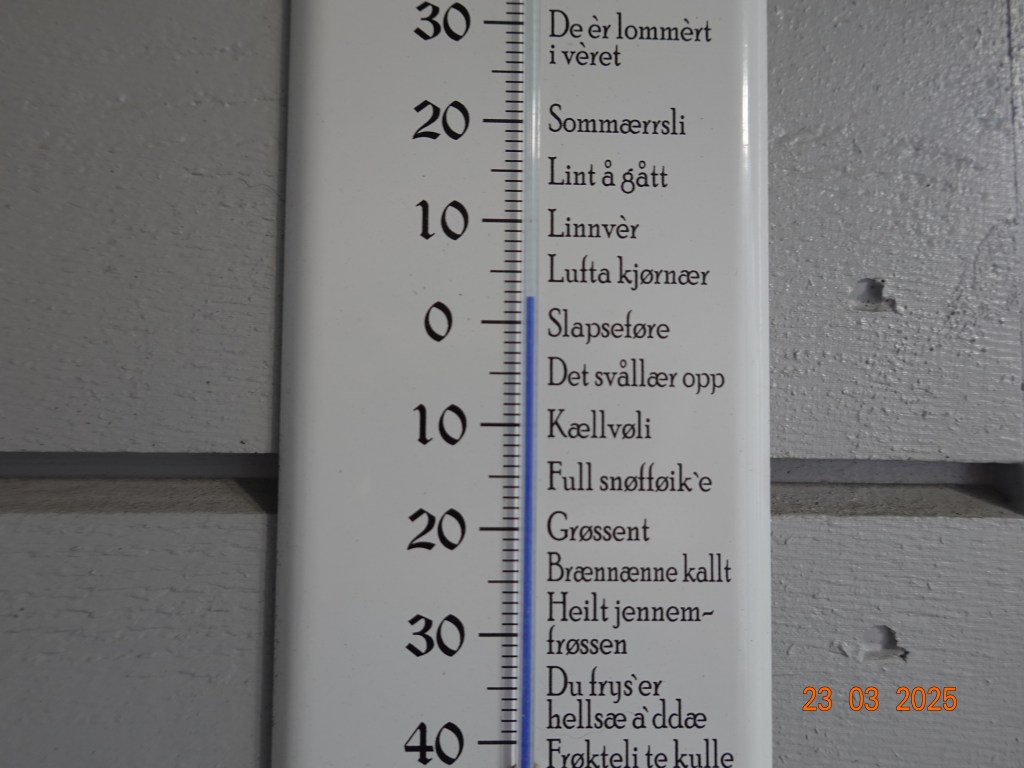 30 De èr lommèrt
i vèret
20 Sommærrsli
Lint å gått
10 Linnvèr
Lufta kjørnær
0 Slapseføre
Det svållær opp
10 Kællvøli
Full snøfføik`e
20 Grøssent
Brænnænne kallt
Heilt jennem-
30 frøssen
Du frys`er
hellsæ a`ddæ
40 Frøkteli te kulle
23 03 2025